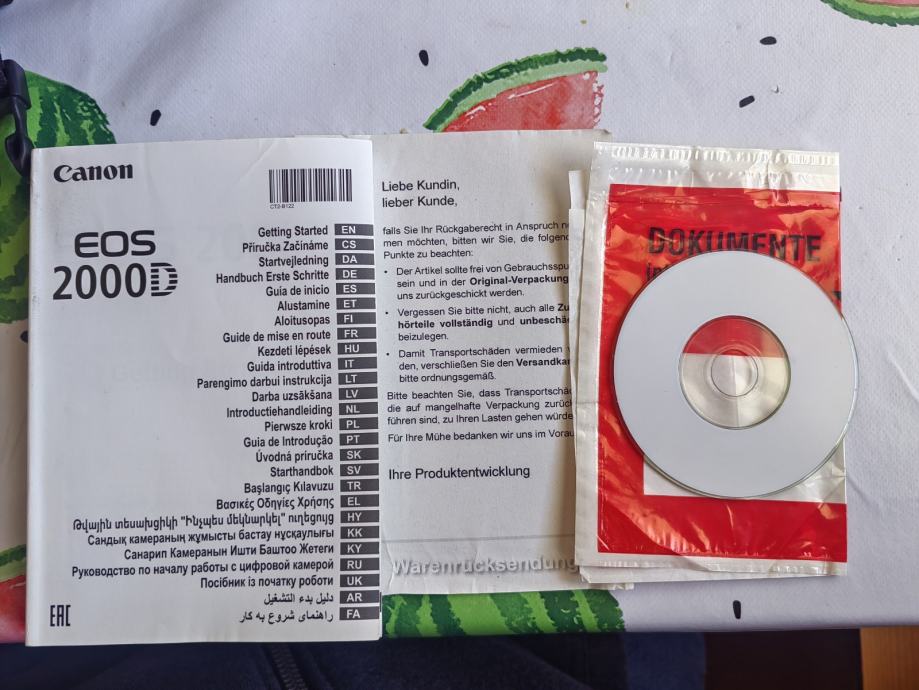 Canon
CT2-B122
EOS
2000D
Getting Started EN
Příručka Začínáme CS
Startvejledning DA
Handbuch Erste Schritte DE
Guía de inicio ES
Alustamine ET
Aloitusopas FI
Guide de mise en route FR
Kezdeti lépések HU
Guida introduttiva IT
Parengimo darbui instrukcija LT
Darba uzsākšana LV
Introductiehandleiding NL
Pierwsze kroki PL
Guia de Introdução PT
Úvodná príručka SK
Starthandbok SV
Başlangıç Kılavuzu TR
Βασικές Οδηγίες Χρήσης EL
Թվային տեսախցիկի "Ինչպես մեկնարկել" ուղեցույց HY
Сандық камераның жұмысты бастау нұсқаулығы KK
Санарип Камеранын Ишти Баштоо Жетеги KY
Руководство по началу работы с цифровой камерой RU
Посібник із початку роботи UK
دليل بدء التشغيل AR
راهنمای شروع به کار FA
EAC
Liebe Kundin,
lieber Kunde,
falls Sie Ihr Rückgaberecht in Anspruch
men möchten, bitten wir Sie, die folgend
Punkte zu beachten:
• Der Artikel sollte frei von Gebrauchsspu
sein und in der Original-Verpackung
uns zurückgeschickt werden.
• Vergessen Sie bitte nicht, auch alle Zu
hörteile vollständig und unbeschä
beizulegen.
• Damit Transportschäden vermieden
den, verschließen Sie den Versandka
bitte ordnungsgemäß.
Bitte beachten Sie, dass Transportschä
die auf mangelhafte Verpackung zurüc
führen sind, zu Ihren Lasten gehen würde
Für Ihre Mühe bedanken wir uns im Vorau
Ihre Produktentwicklung
Warenrücksendung
DOKUMENTE